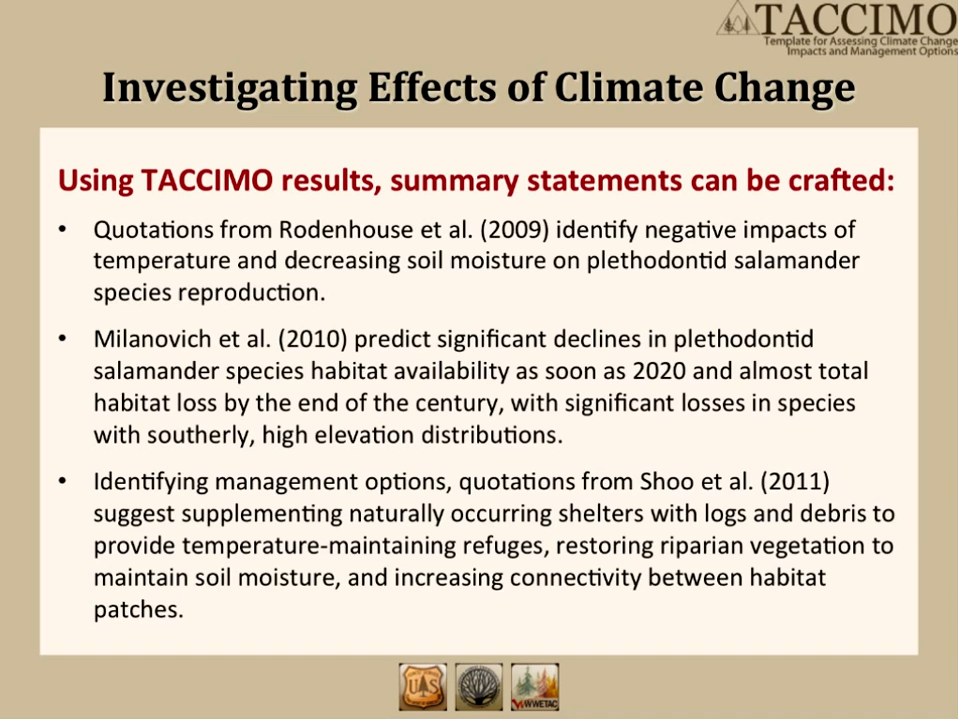 TACCIMO
Template for Assessing Climate Change
Impacts and Management Options
Investigating Effects of Climate Change
Using TACCIMO results, summary statements can be crafted:
• Quotations from Rodenhouse et al. (2009) identify negative impacts of
temperature and decreasing soil moisture on plethodontid salamander
species reproduction.
• Milanovich et al. (2010) predict significant declines in plethodontid
salamander species habitat availability as soon as 2020 and almost total
habitat loss by the end of the century, with significant losses in species
with southerly, high elevation distributions.
• Identifying management options, quotations from Shoo et al. (2011)
suggest supplementing naturally occurring shelters with logs and debris to
provide temperature-maintaining refuges, restoring riparian vegetation to
maintain soil moisture, and increasing connectivity between habitat
patches.
U S
WWETAC